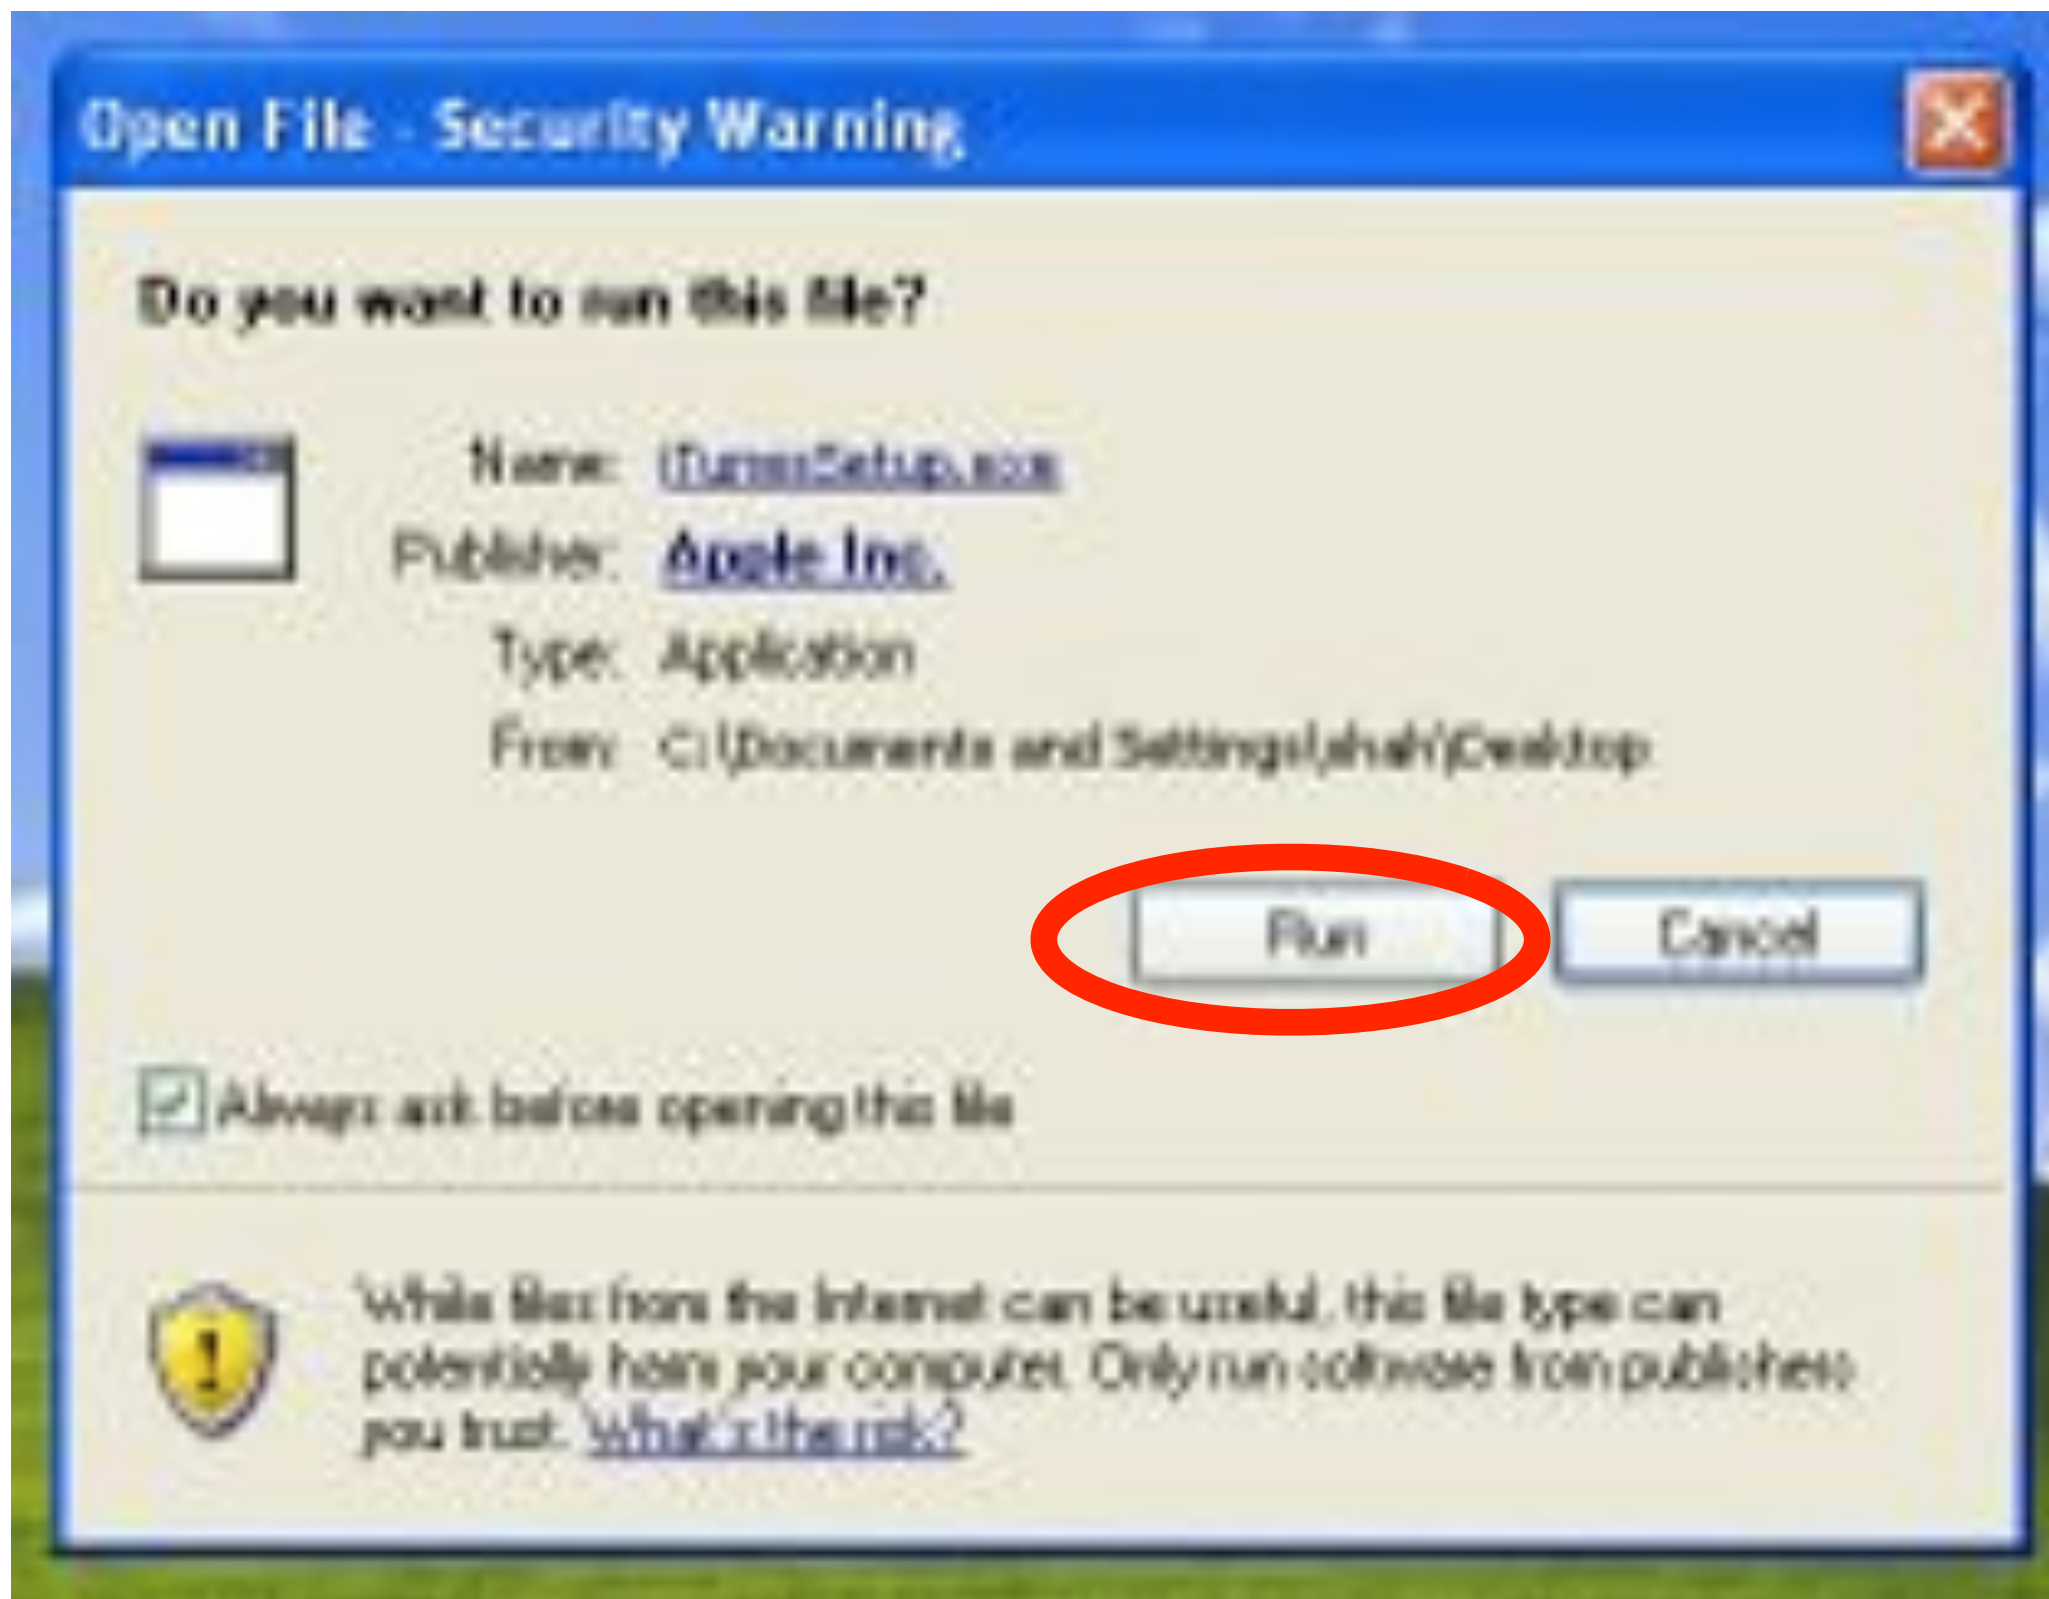 Open File - Security Warning
Do you want to run this file?
Name: iTunesSetup.exe
Publisher: Apple Inc.
Type: Application
From: C:\Documents and Settings\shah\Desktop
Run
Cancel
Always ask before opening this file
While files from the Internet can be useful, this file type can
potentially harm your computer. Only run software from publishers
you trust. What's the risk?